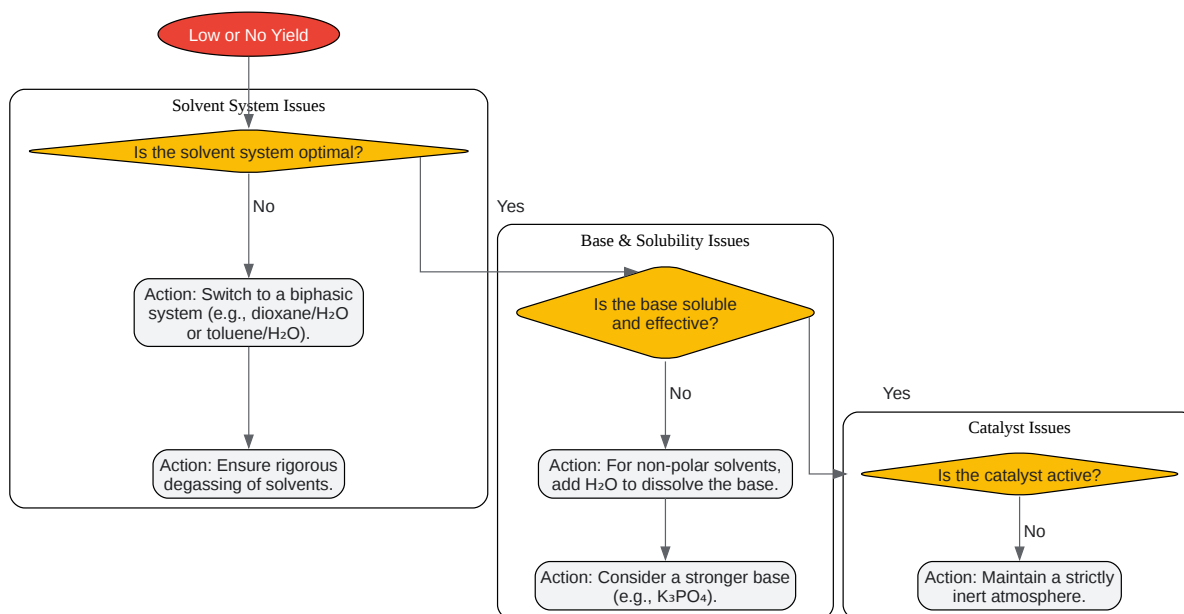 Low or No Yield
Solvent System Issues
Is the solvent system optimal?
No
Yes
Action: Switch to a biphasic
system (e.g., dioxane/H₂O
or toluene/H₂O).
Action: Ensure rigorous
degassing of solvents.
Base & Solubility Issues
Is the base soluble
and effective?
No
Yes
Action: For non-polar solvents,
add H₂O to dissolve the base.
Action: Consider a stronger base
(e.g., K₃PO₄).
Catalyst Issues
Is the catalyst active?
No
Action: Maintain a strictly
inert atmosphere.